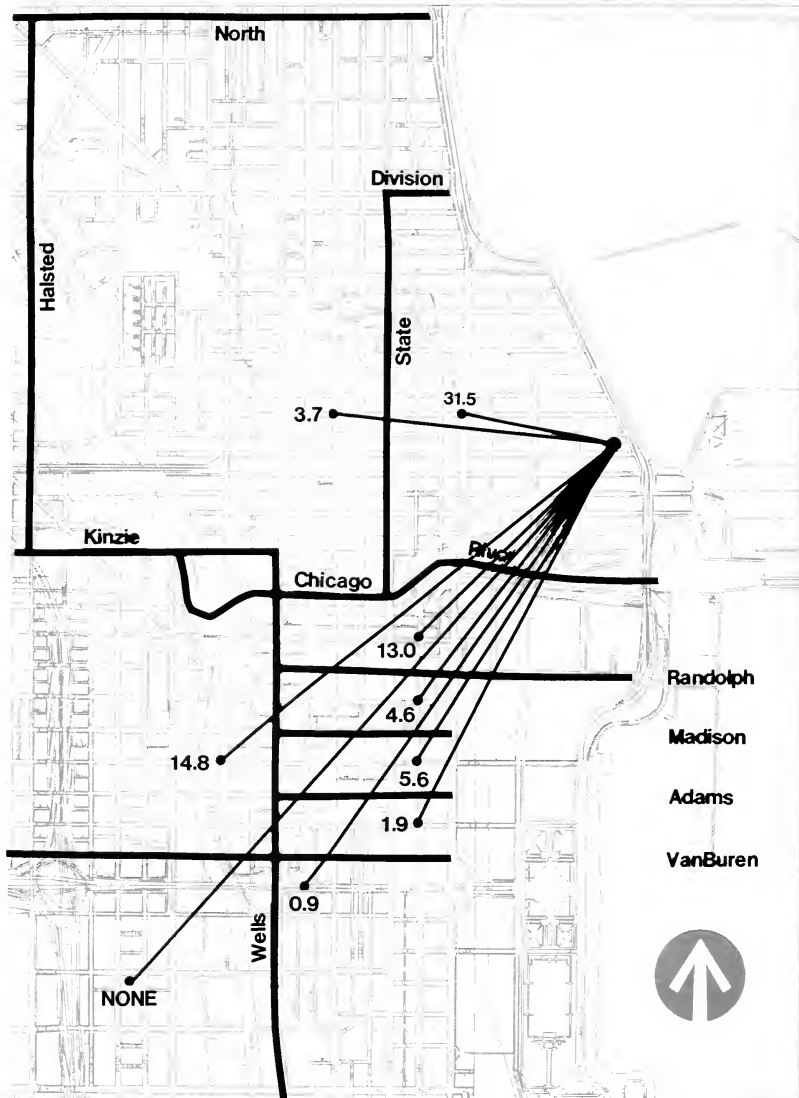 North
Division
Halsted
State
31.5
3.7
Kinzie
River
Chicago
13.0
Randolph
4.6
Madison
14.8
5.6
Adams
1.9
VanBuren
0.9
Wells
NONE